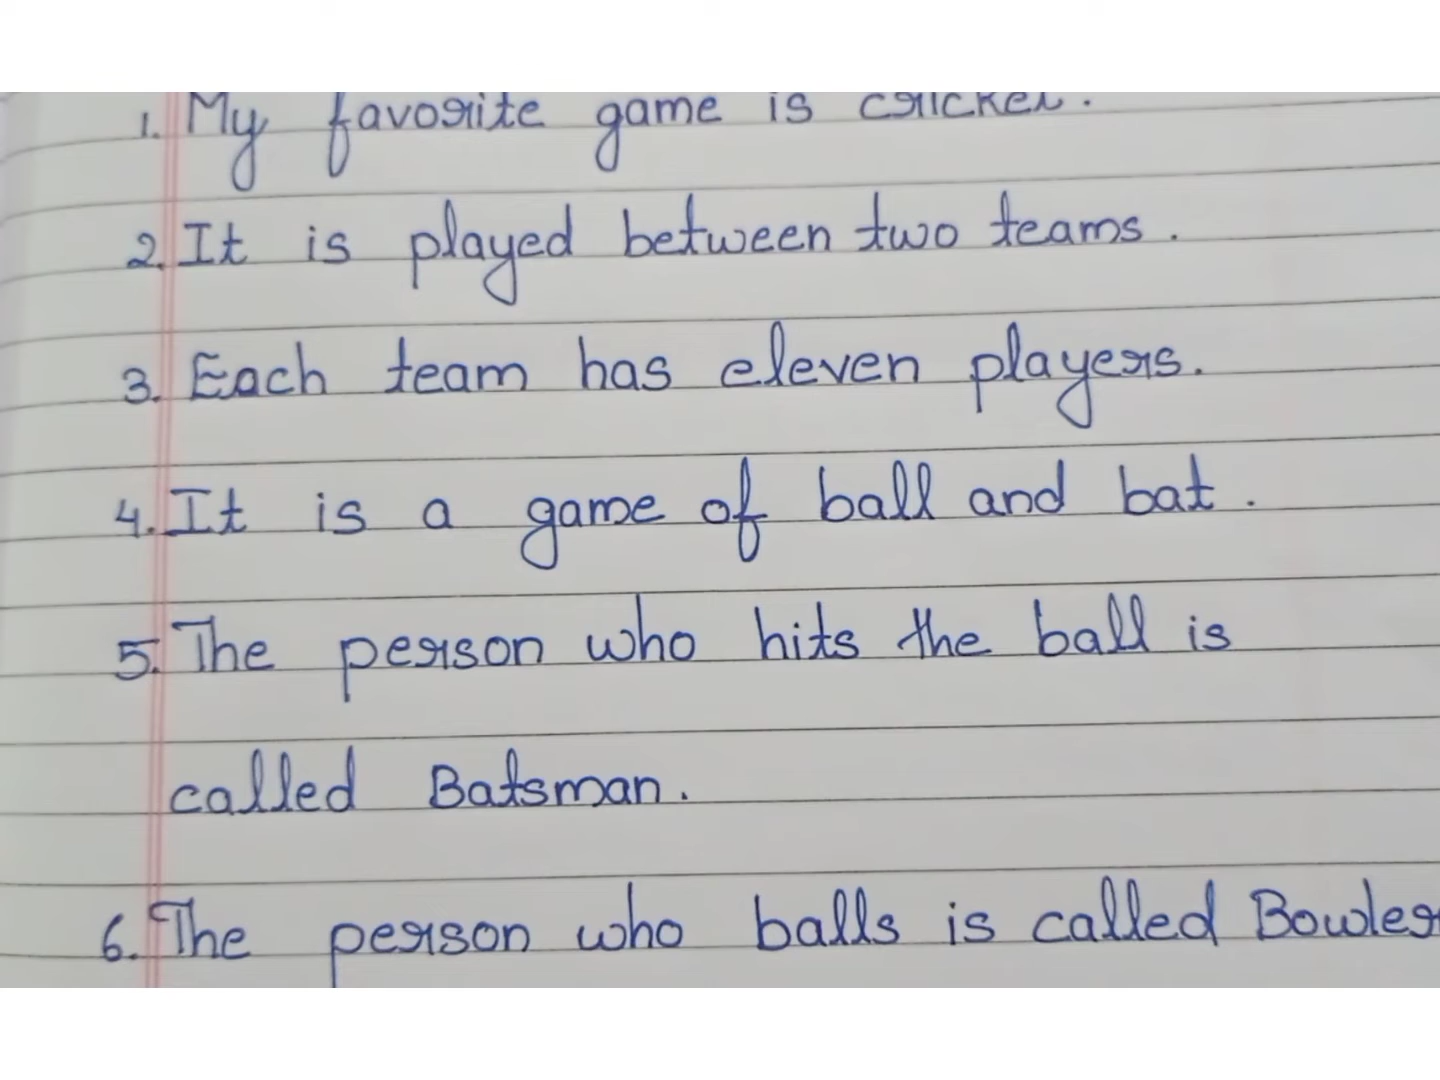 1. My favorite game is cricket.
2. It is played between two teams.
3. Each team has eleven players.
4. It is a game of ball and bat.
5. The person who hits the ball is
called Batsman.
6. The person who balls is called Bowler